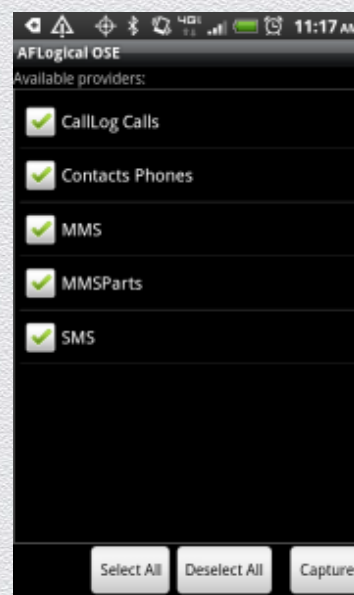 4G 11:17 AM
AFLogical OSE
Available providers:
CallLog Calls
Contacts Phones
MMS
MMSParts
SMS
Select All Deselect All Capture